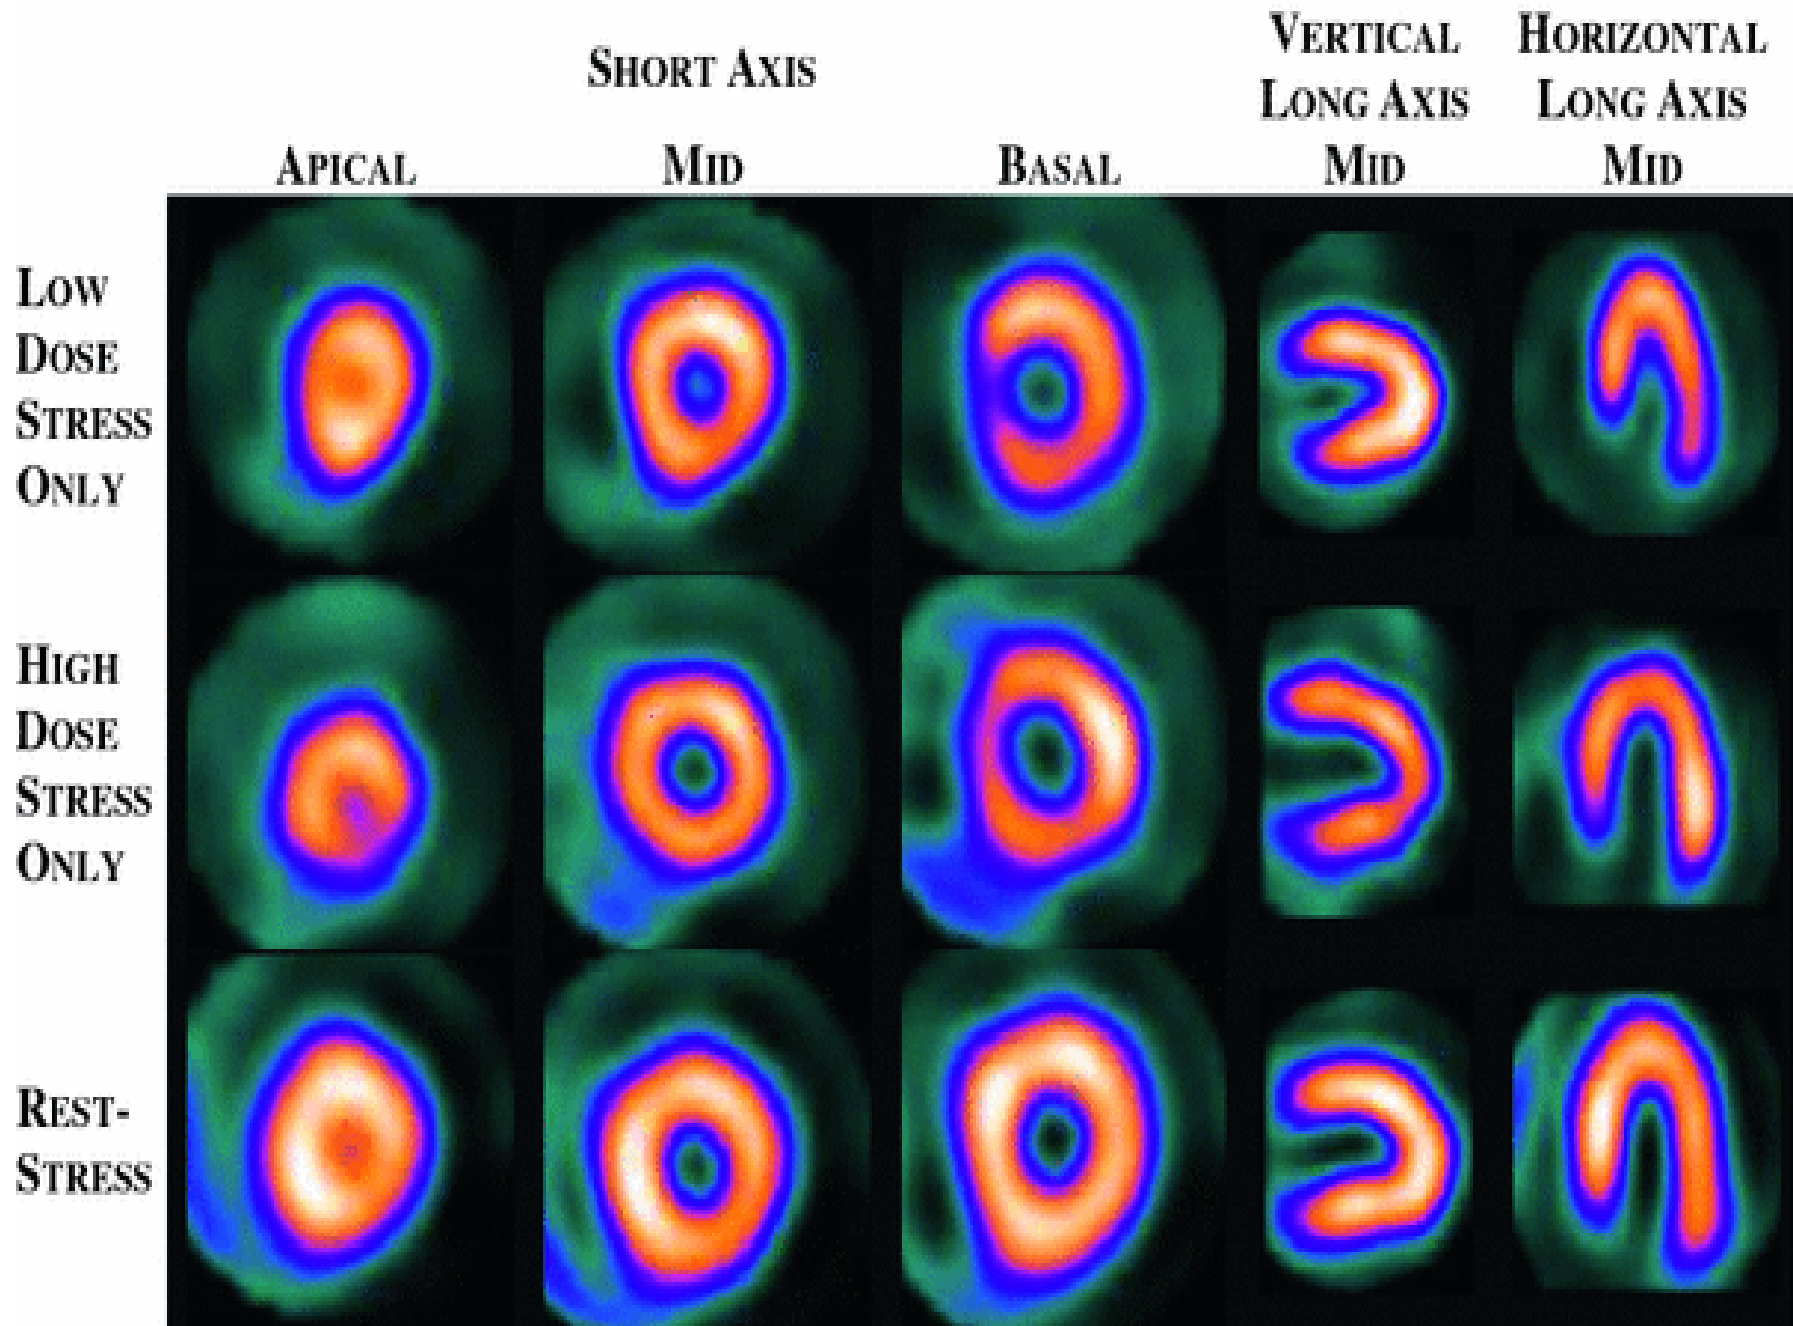 SHORT AXIS
VERTICAL
LONG AXIS
MID
HORIZONTAL
LONG AXIS
MID
APICAL
MID
BASAL
LOW
DOSE
STRESS
ONLY
HIGH
DOSE
STRESS
ONLY
REST-
STRESS